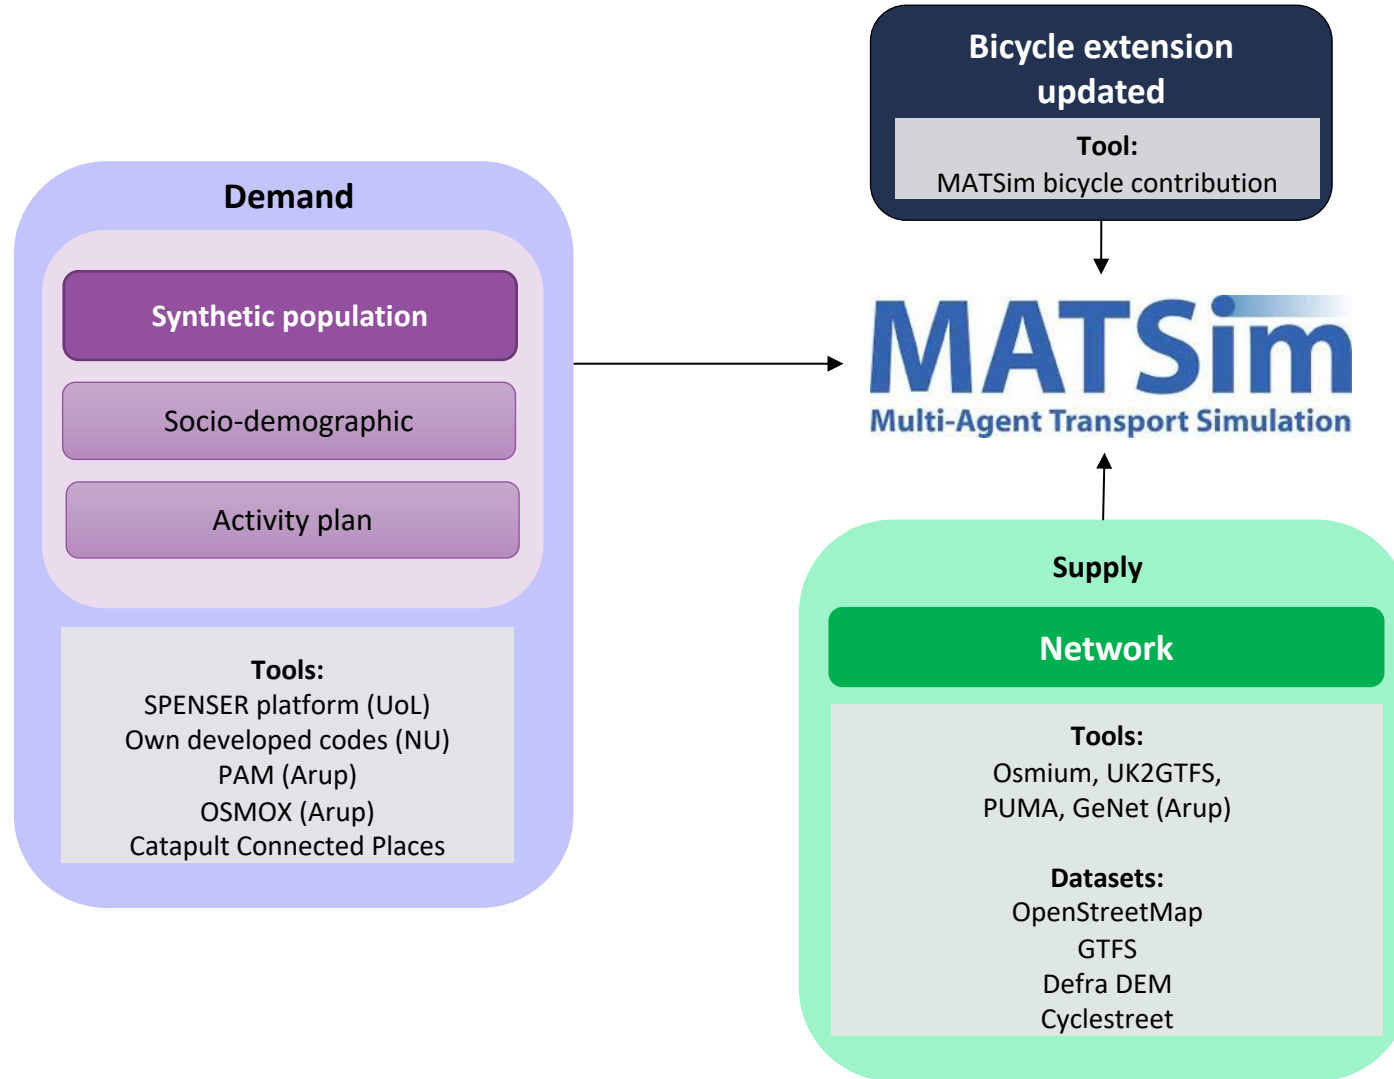 Bicycle extension
updated
Tool:
MATSim bicycle contribution
Demand
Synthetic population
Socio-demographic
Activity plan
Tools:
SPENSER platform (UoL)
Own developed codes (NU)
PAM (Arup)
OSMOX (Arup)
Catapult Connected Places
MATSim
Multi-Agent Transport Simulation
Supply
Network
Tools:
Osmium, UK2GTFS,
PUMA, GeNet (Arup)
Datasets:
OpenStreetMap
GTFS
Defra DEM
Cyclestreet